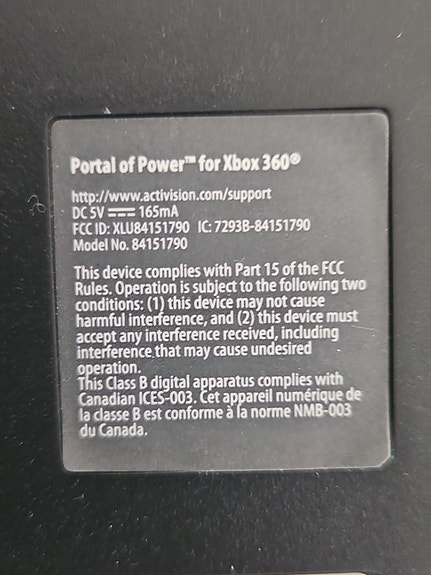 Portal of Power™ for Xbox 360®
http://www.activision.com/support
DC 5V ⎓ 165mA
FCC ID: XLU84151790 IC: 7293B-84151790
Model No. 84151790
This device complies with Part 15 of the FCC
Rules. Operation is subject to the following two
conditions: (1) this device may not cause
harmful interference, and (2) this device must
accept any interference received, including
interference that may cause undesired
operation.
This Class B digital apparatus complies with
Canadian ICES-003. Cet appareil numérique de
la classe B est conforme à la norme NMB-003
du Canada.